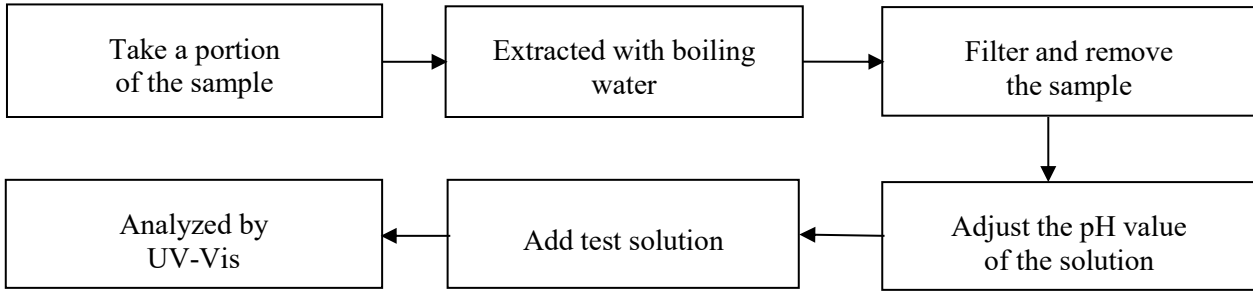 Take a portion
of the sample
Extracted with boiling
water
Filter and remove
the sample
Adjust the pH value
of the solution
Add test solution
Analyzed by
UV-Vis